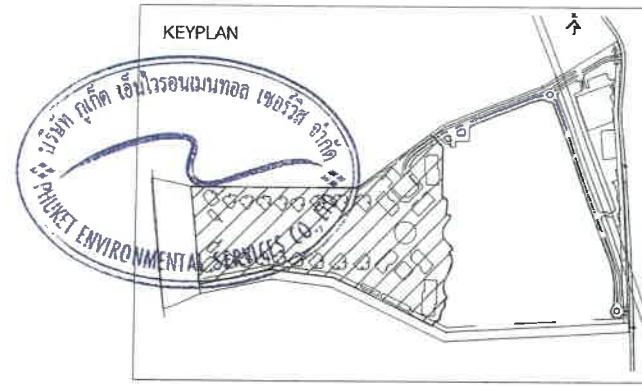 KEYPLAN
บริษัท ภูเก็ต เอ็นไวรอนเมนทอล เซอร์วิส จำกัด
PHUKET ENVIRONMENTAL SERVICES CO.,